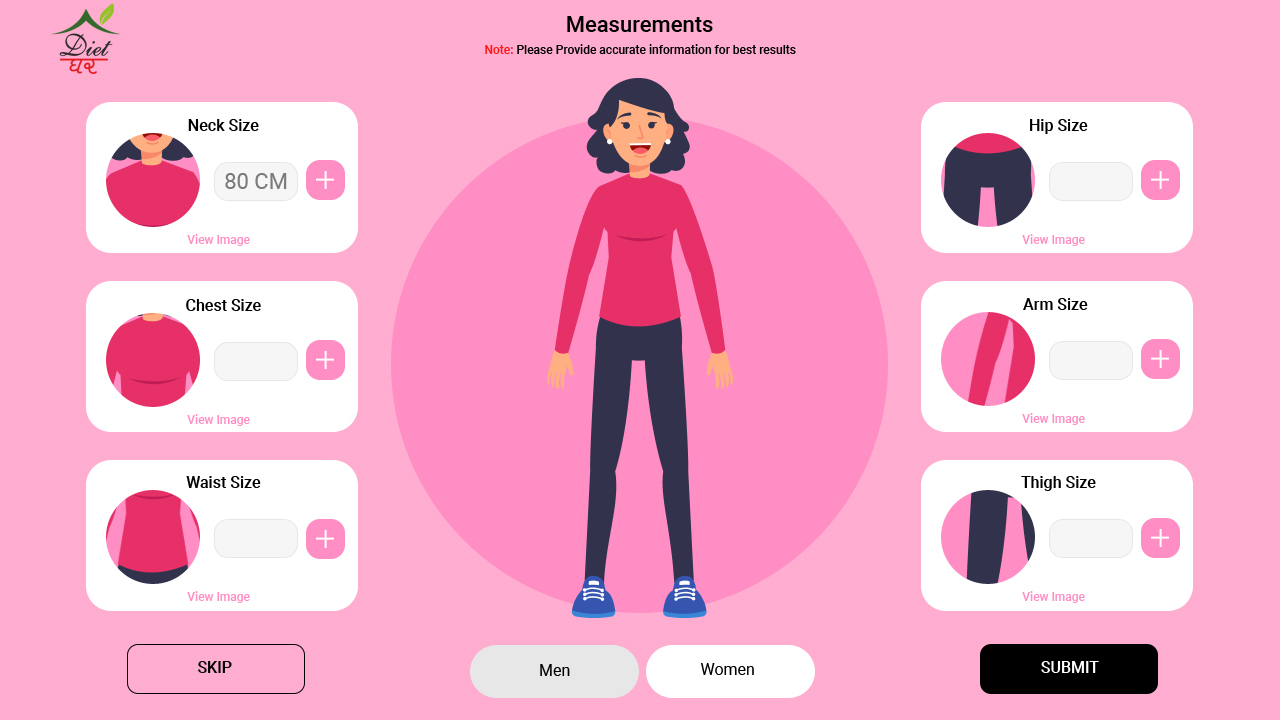 Diet
ઘર
Measurements
Note: Please Provide accurate information for best results
Neck Size
80 CM
View Image
Chest Size
View Image
Waist Size
View Image
Hip Size
View Image
Arm Size
View Image
Thigh Size
View Image
SKIP
Men
Women
SUBMIT